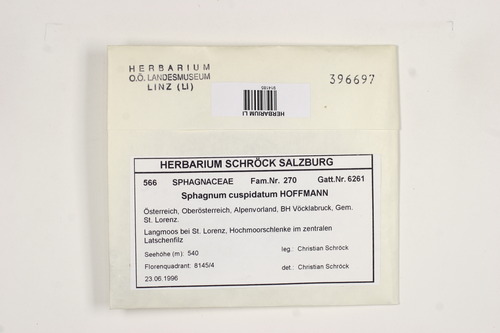 HERBARIUM
O.Ö. LANDESMUSEUM
LINZ (LI)
396697
HERBARIUM LI
HERBARIUM SCHRÖCK SALZBURG
566 SPHAGNACEAE Fam.Nr. 270 Gatt.Nr. 6261
Sphagnum cuspidatum HOFFMANN
Österreich, Oberösterreich, Alpenvorland, BH Vöcklabruck, Gem.
St. Lorenz.
Langmoos bei St. Lorenz, Hochmoorschlenke im zentralen
Latschenfilz
Seehöhe (m): 540 leg.: Christian Schröck
Florenquadrant: 8145/4 det.: Christian Schröck
23.06.1996